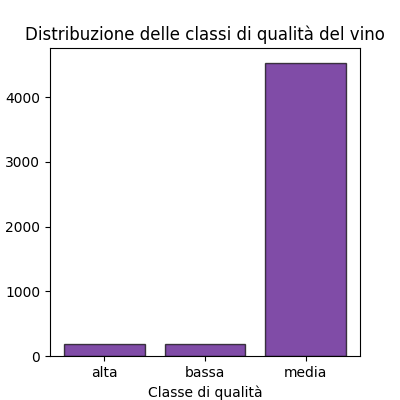 Distribuzione delle classi di qualità del vino
4000
3000
2000
1000
0
alta bassa media
Classe di qualità